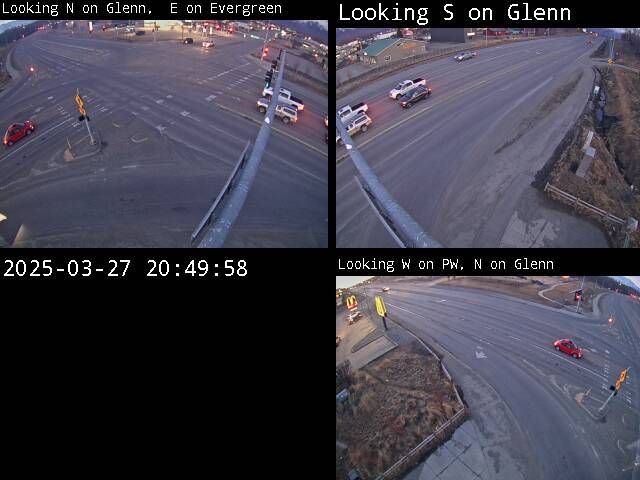 Looking N on Glenn,  E on Evergreen
Looking S on Glenn
2025-03-27 20:49:58
Looking W on PW, N on Glenn